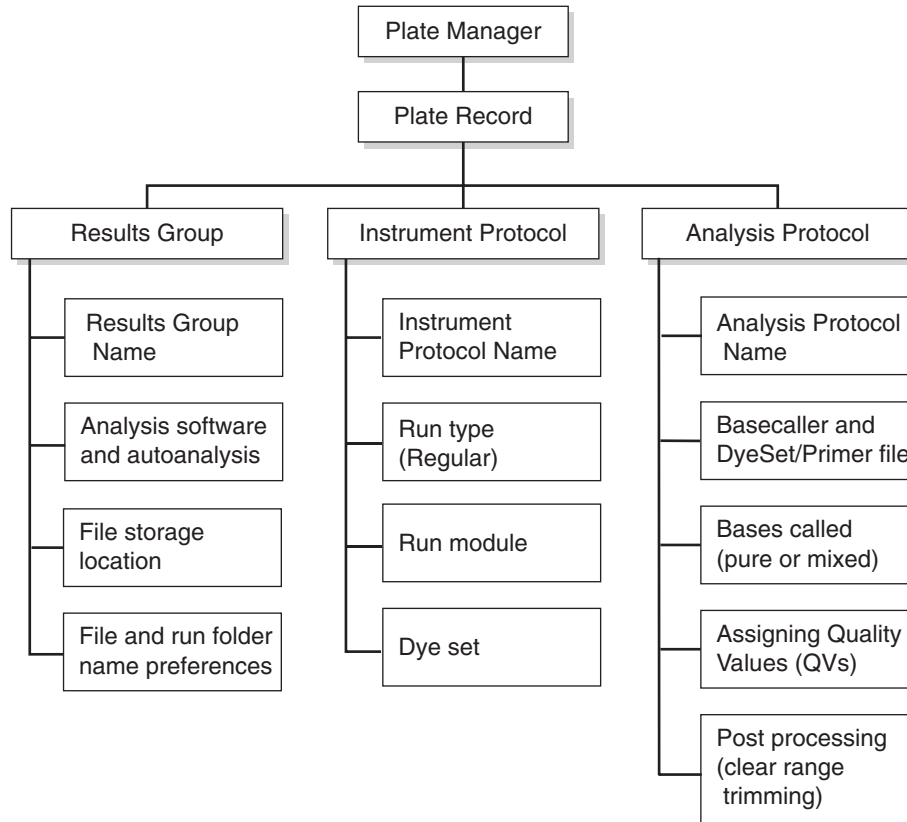 Plate Manager
Plate Record
Results Group
Instrument Protocol
Analysis Protocol
Results Group
Name
Analysis software
and autoanalysis
File storage
location
File and run folder
name preferences
Instrument
Protocol Name
Run type
(Regular)
Run module
Dye set
Analysis Protocol
Name
Basecaller and
DyeSet/Primer file
Bases called
(pure or mixed)
Assigning Quality
Values (QVs)
Post processing
(clear range
trimming)